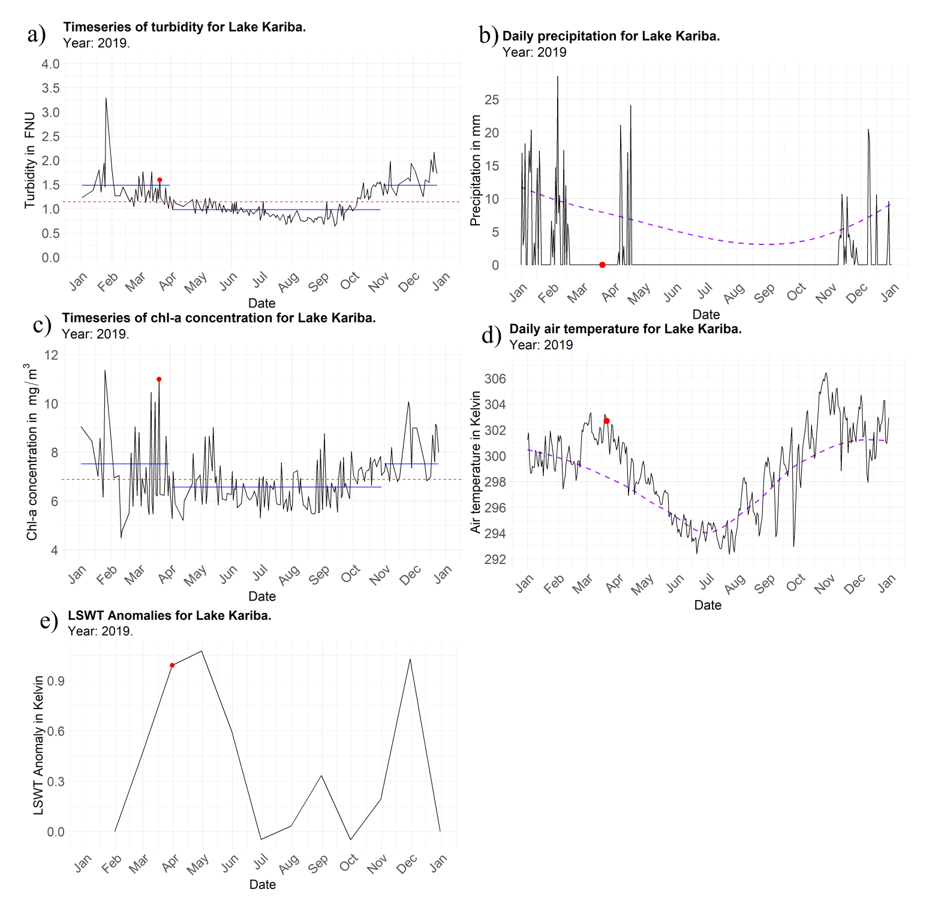 a)
Timeseries of turbidity for Lake Kariba.
Year: 2019.
Turbidity in FNU
4.0
3.5
3.0
2.5
2.0
1.5
1.0
0.5
0.0
Jan Feb Mar Apr May Jun Jul Aug Sep Oct Nov Dec Jan
Date
b)
Daily precipitation for Lake Kariba.
Year: 2019
Precipitation in mm
25
20
15
10
5
0
Jan Feb Mar Apr May Jun Jul Aug Sep Oct Nov Dec Jan
Date
c)
Timeseries of chl-a concentration for Lake Kariba.
Year: 2019.
Chl-a concentration in mg/m³
12
10
8
6
4
Jan Feb Mar Apr May Jun Jul Aug Sep Oct Nov Dec Jan
Date
d)
Daily air temperature for Lake Kariba.
Year: 2019
Air temperature in Kelvin
306
304
302
300
298
296
294
292
Jan Feb Mar Apr May Jun Jul Aug Sep Oct Nov Dec Jan
Date
e)
LSWT Anomalies for Lake Kariba.
Year: 2019.
LSWT Anomaly in Kelvin
0.9
0.6
0.3
0.0
Jan Feb Mar Apr May Jun Jul Aug Sep Oct Nov Dec Jan
Date